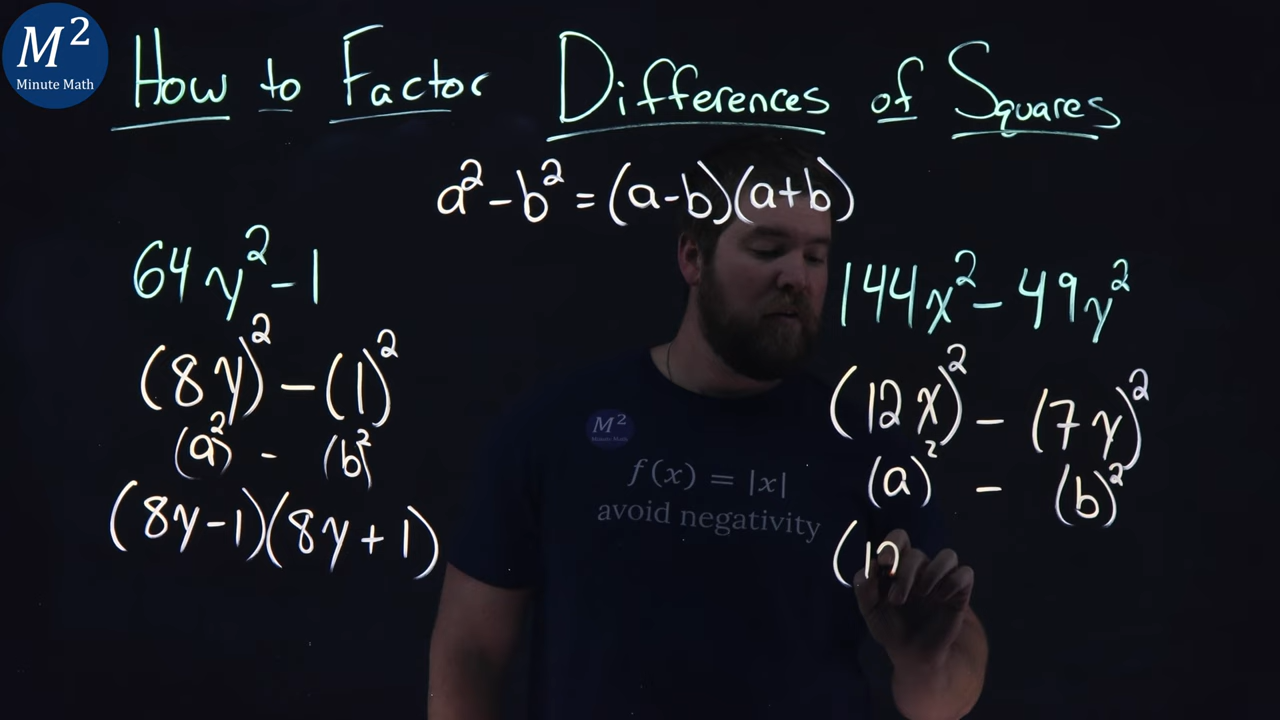 M²
Minute Math
How to Factor Differences of Squares
a² - b² = (a-b)(a+b)
64y² - 1
(8y)² - (1)²
(a)² - (b)²
(8y-1)(8y+1)
144x² - 49y²
(12x)² - (7y)²
(a)² - (b)²
(12
M²
Minute Math
f(x) = |x|
avoid negativity